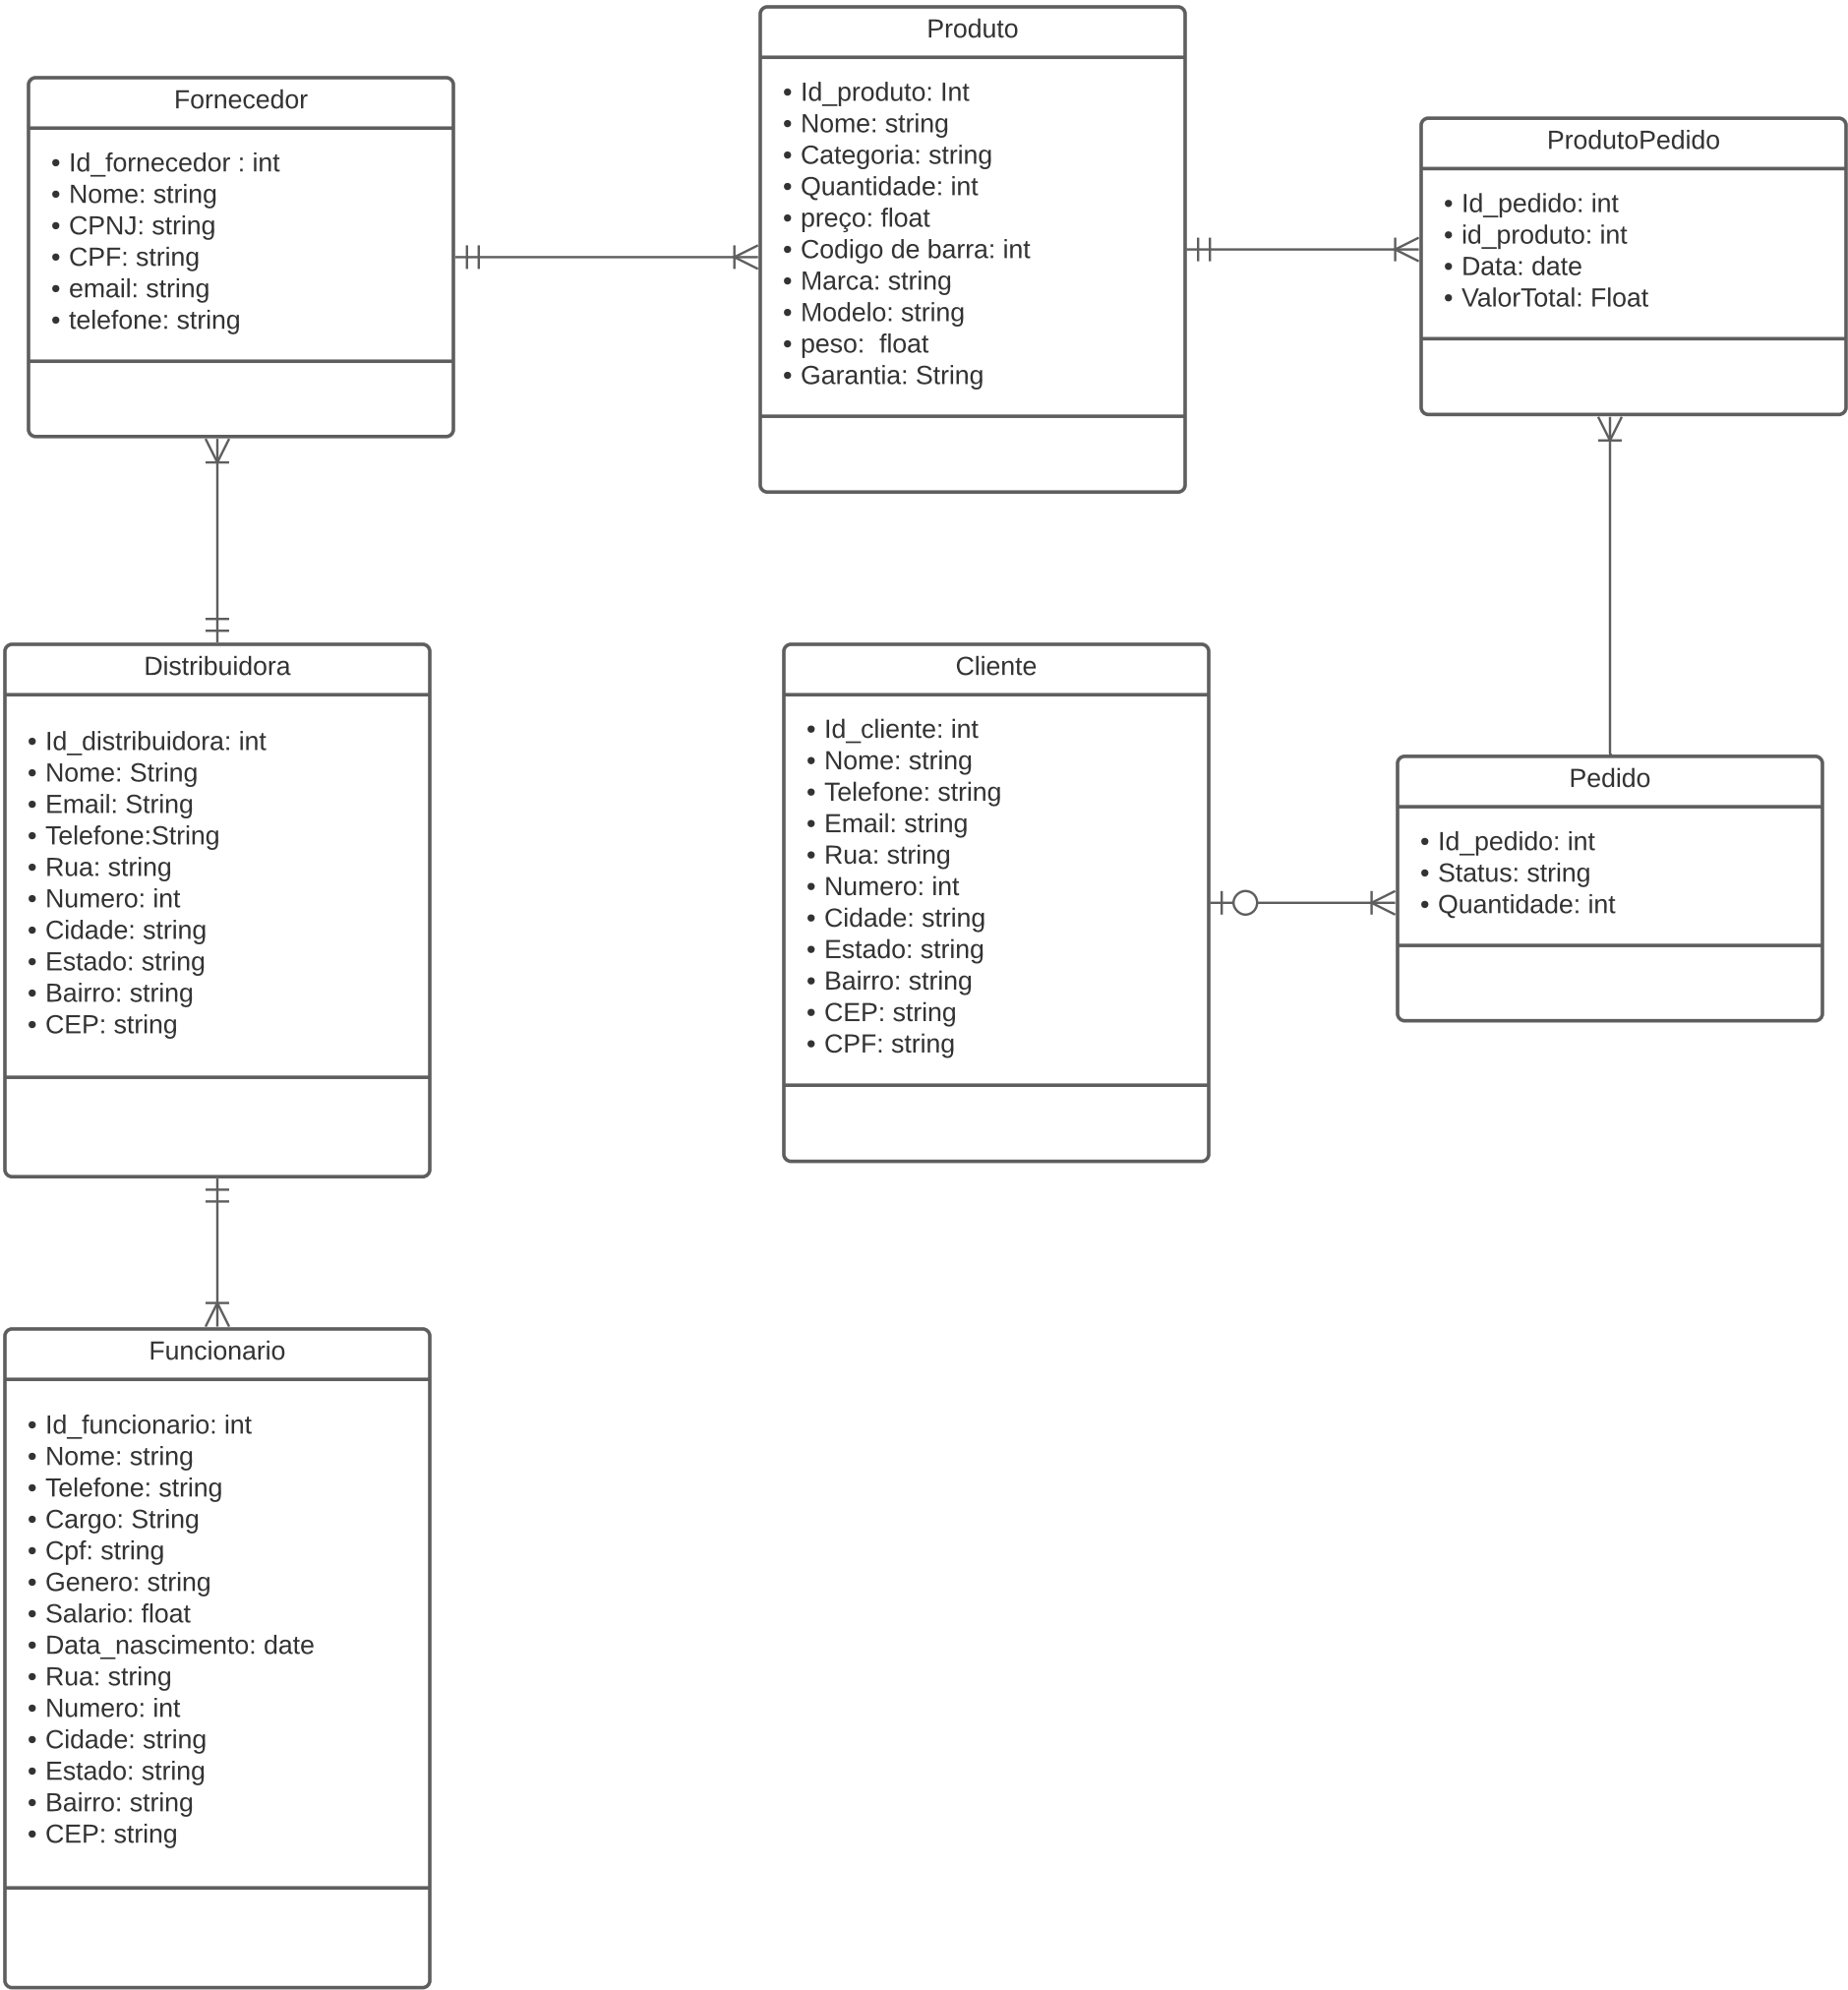 Produto
• Id_produto: Int
• Nome: string
• Categoria: string
• Quantidade: int
• preço: float
• Codigo de barra: int
• Marca: string
• Modelo: string
• peso:  float
• Garantia: String
Fornecedor
• Id_fornecedor : int
• Nome: string
• CPNJ: string
• CPF: string
• email: string
• telefone: string
ProdutoPedido
• Id_pedido: int
• id_produto: int
• Data: date
• ValorTotal: Float
Distribuidora
• Id_distribuidora: int
• Nome: String
• Email: String
• Telefone:String
• Rua: string
• Numero: int
• Cidade: string
• Estado: string
• Bairro: string
• CEP: string
Cliente
• Id_cliente: int
• Nome: string
• Telefone: string
• Email: string
• Rua: string
• Numero: int
• Cidade: string
• Estado: string
• Bairro: string
• CEP: string
• CPF: string
Pedido
• Id_pedido: int
• Status: string
• Quantidade: int
Funcionario
• Id_funcionario: int
• Nome: string
• Telefone: string
• Cargo: String
• Cpf: string
• Genero: string
• Salario: float
• Data_nascimento: date
• Rua: string
• Numero: int
• Cidade: string
• Estado: string
• Bairro: string
• CEP: string